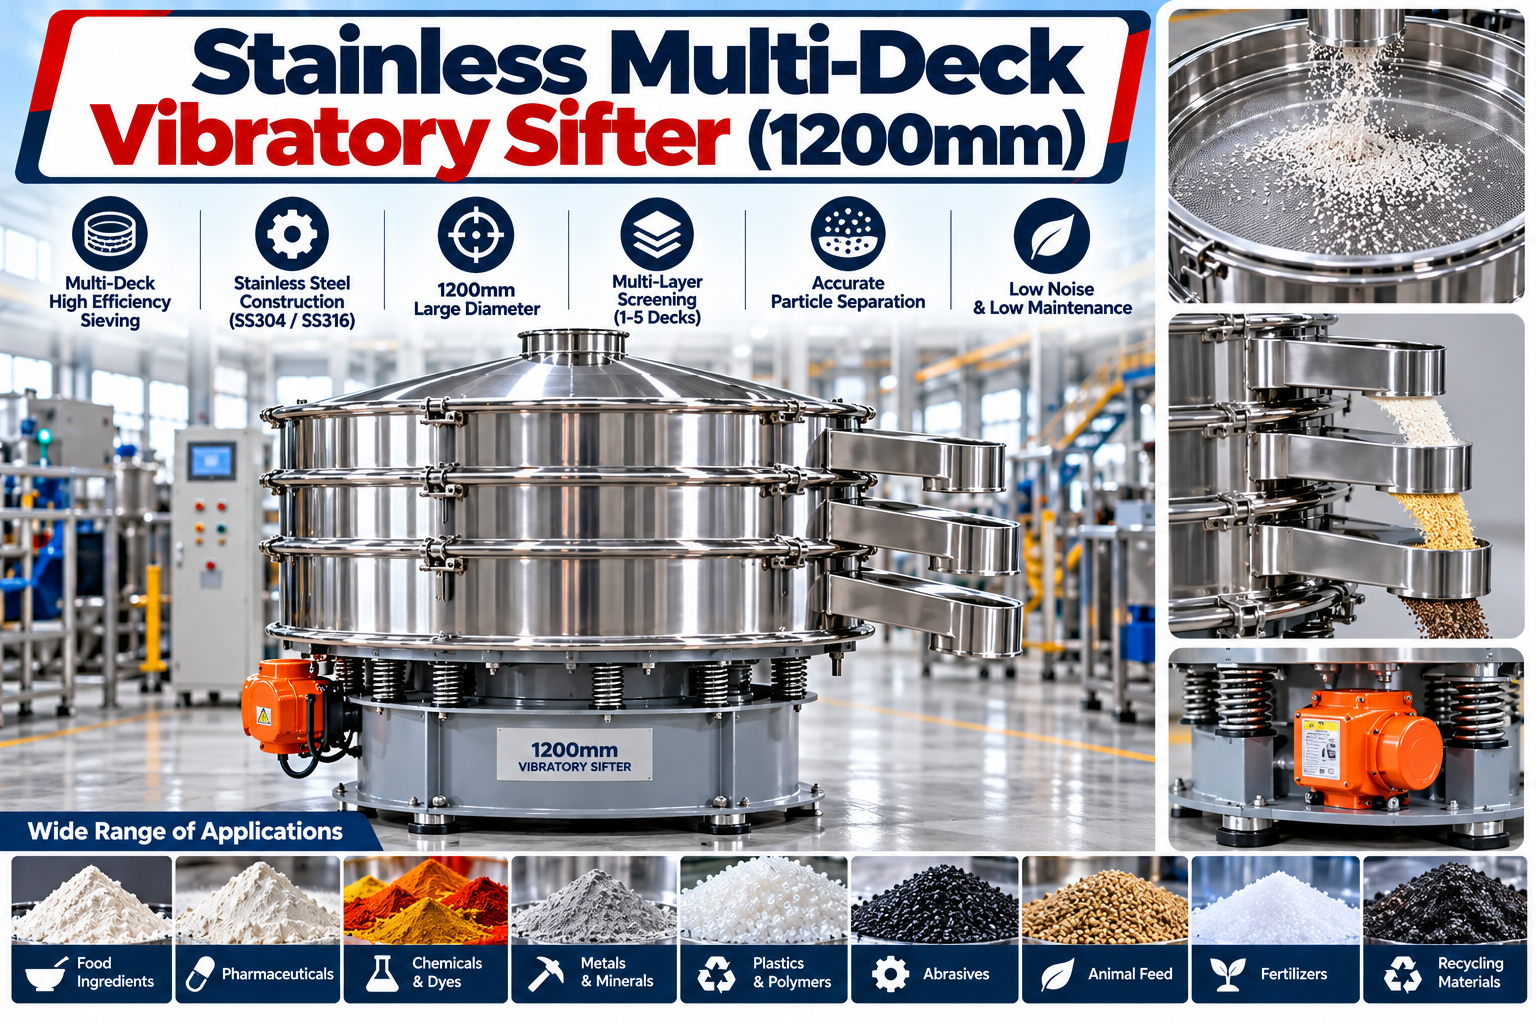 Stainless Multi-Deck
Vibratory Sifter (1200mm)
Multi-Deck
High Efficiency
Sieving
Stainless Steel
Construction
(SS304 / SS316)
1200mm
Large Diameter
Multi-Layer
Screening
(1-5 Decks)
Accurate
Particle Separation
Low Noise
& Low Maintenance
1200mm
VIBRATORY SIFTER
Wide Range of Applications
Food
Ingredients
Pharmaceuticals
Chemicals
& Dyes
Metals
& Minerals
Plastics
& Polymers
Abrasives
Animal Feed
Fertilizers
Recycling
Materials